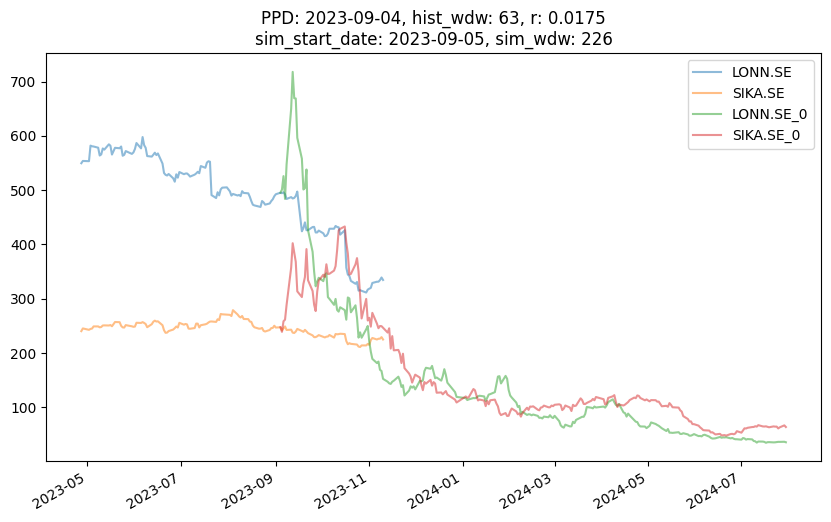 PPD: 2023-09-04, hist_wdw: 63, r: 0.0175
sim_start_date: 2023-09-05, sim_wdw: 226
LONN.SE
SIKA.SE
LONN.SE_0
SIKA.SE_0
700
600
500
400
300
200
100
2023-05
2023-07
2023-09
2023-11
2024-01
2024-03
2024-05
2024-07